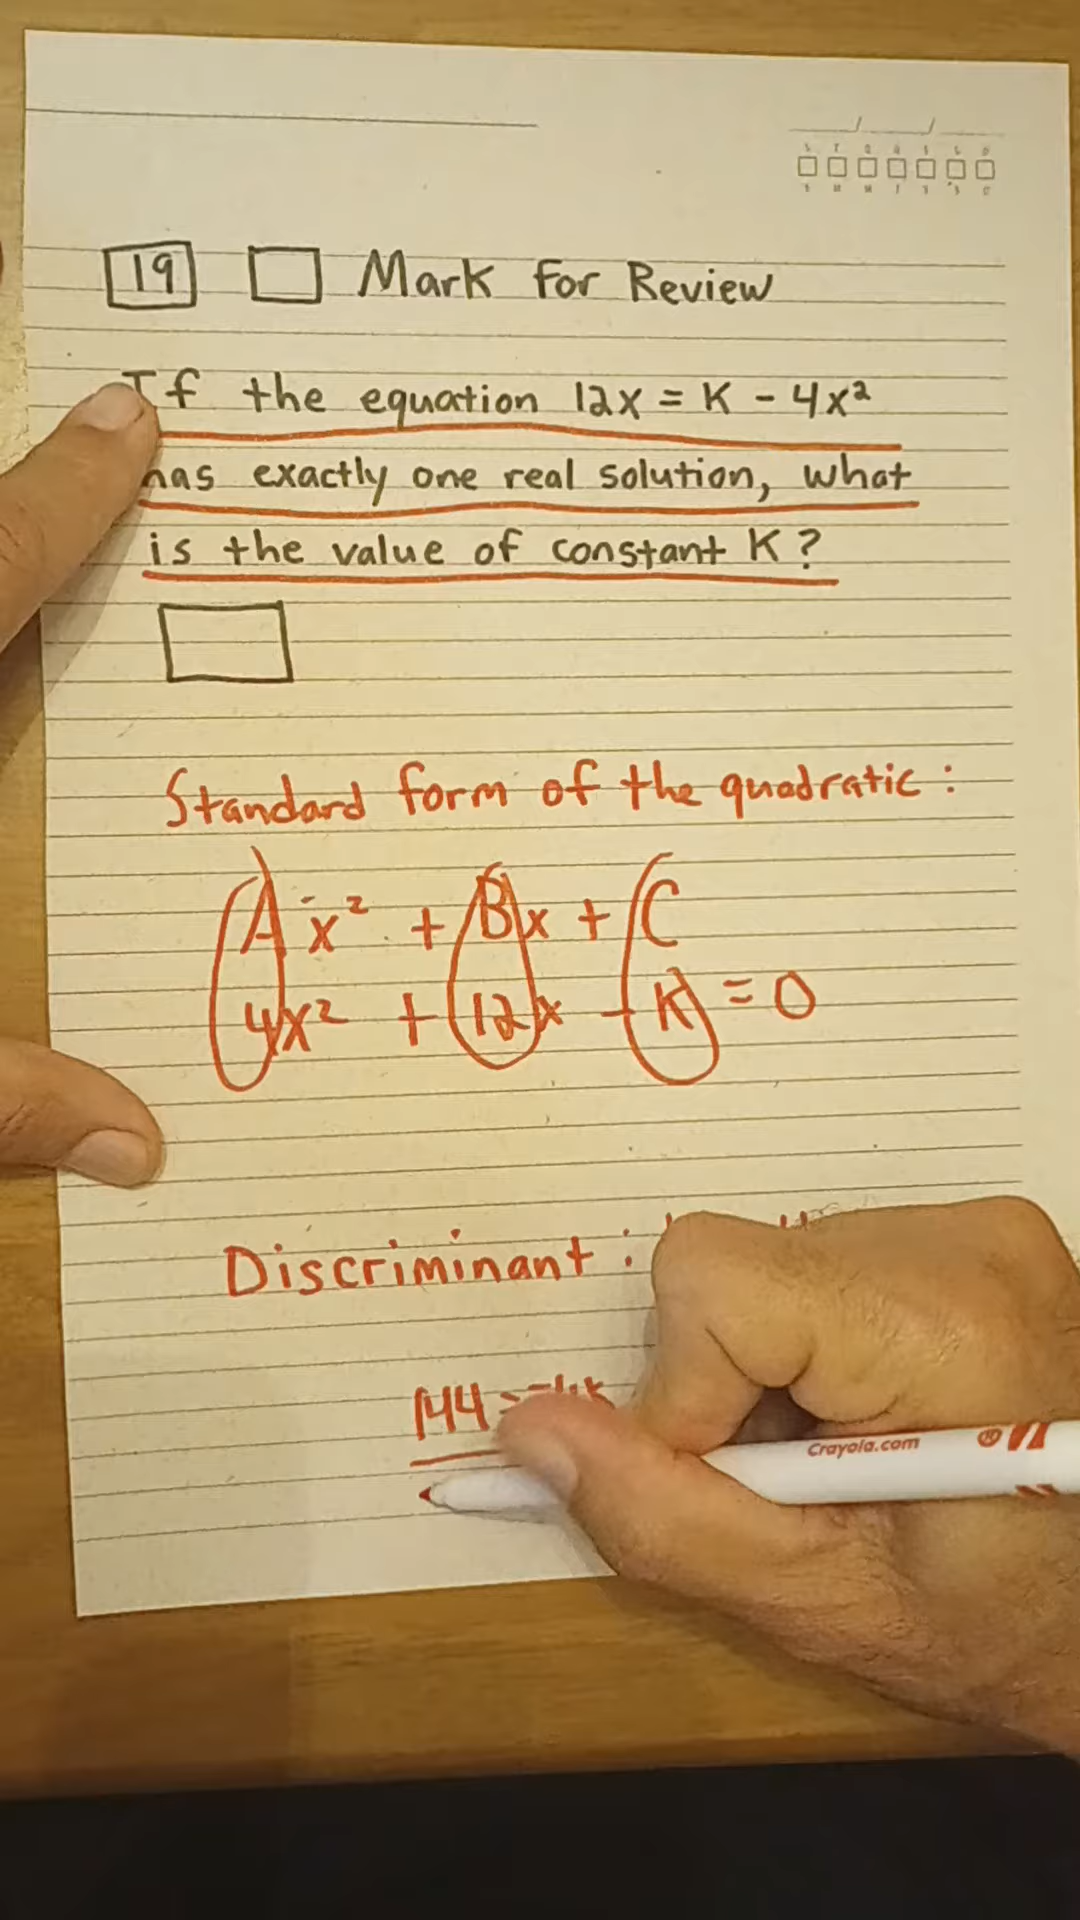 19 Mark For Review
If the equation 12x = K - 4x²
has exactly one real solution, what
is the value of constant K?
Standard form of the quadratic:
Ax² + Bx + C
4x² + 12x - K = 0
Discriminant:
144 =
Crayola.com